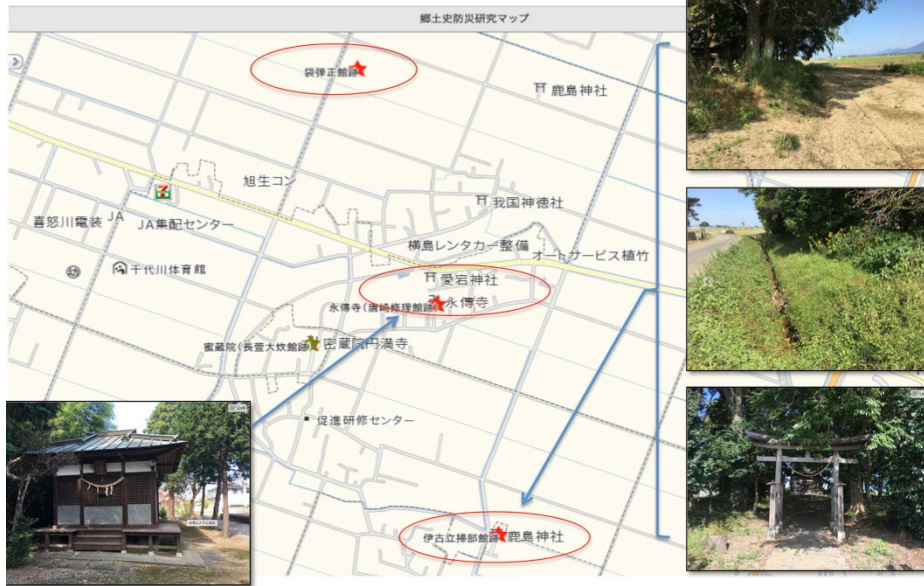 郷土史防災研究マップ
袋弾正館跡
鹿島神社
旭生コン
我国神徳社
喜怒川電装
JA
JA集配センター
横島レンタカー整備
オートサービス植竹
千代川体育館
愛宕神社
永傳寺(唐崎修理館跡)
永傳寺
蜜蔵院(長萱大炊館跡)
密蔵院円満寺
促進研修センター
伊古立掃部館跡
鹿島神社